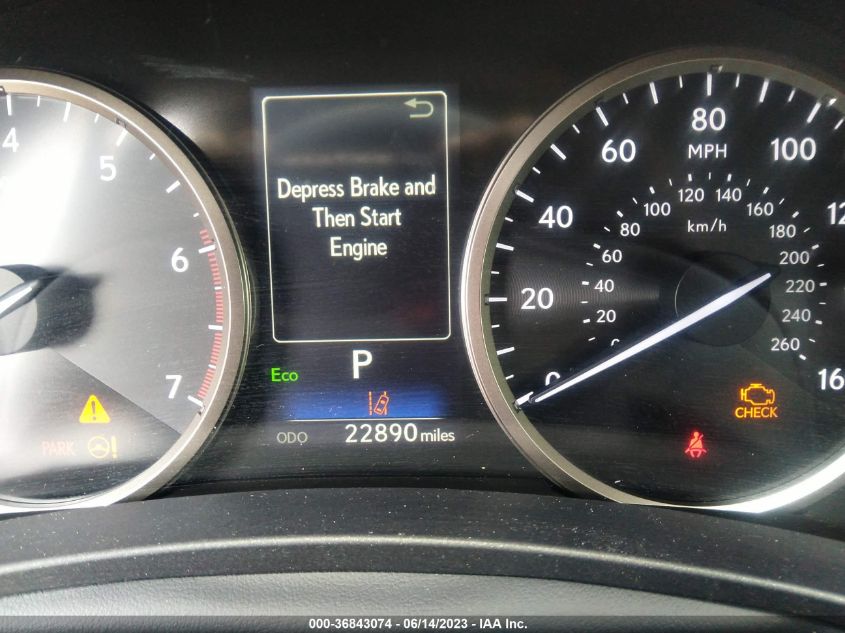 4
5
6
7
PARK
Depress Brake and
Then Start
Engine
Eco
P
ODO 22890 miles
0
20
40
60
80
100
MPH
km/h
20
40
60
80
100
120
140
160
180
200
220
240
260
CHECK
000-36843074 - 06/14/2023 - IAA Inc.